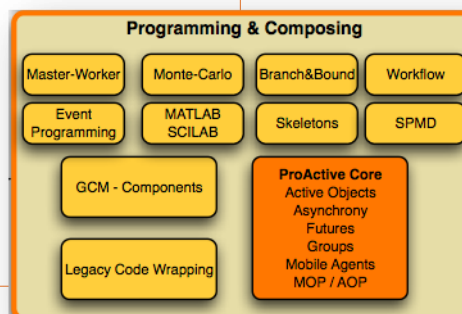 Programming & Composing
Master-Worker
Monte-Carlo
Branch&Bound
Workflow
Event
Programming
MATLAB
SCILAB
Skeletons
SPMD
GCM - Components
Legacy Code Wrapping
ProActive Core
Active Objects
Asynchrony
Futures
Groups
Mobile Agents
MOP / AOP